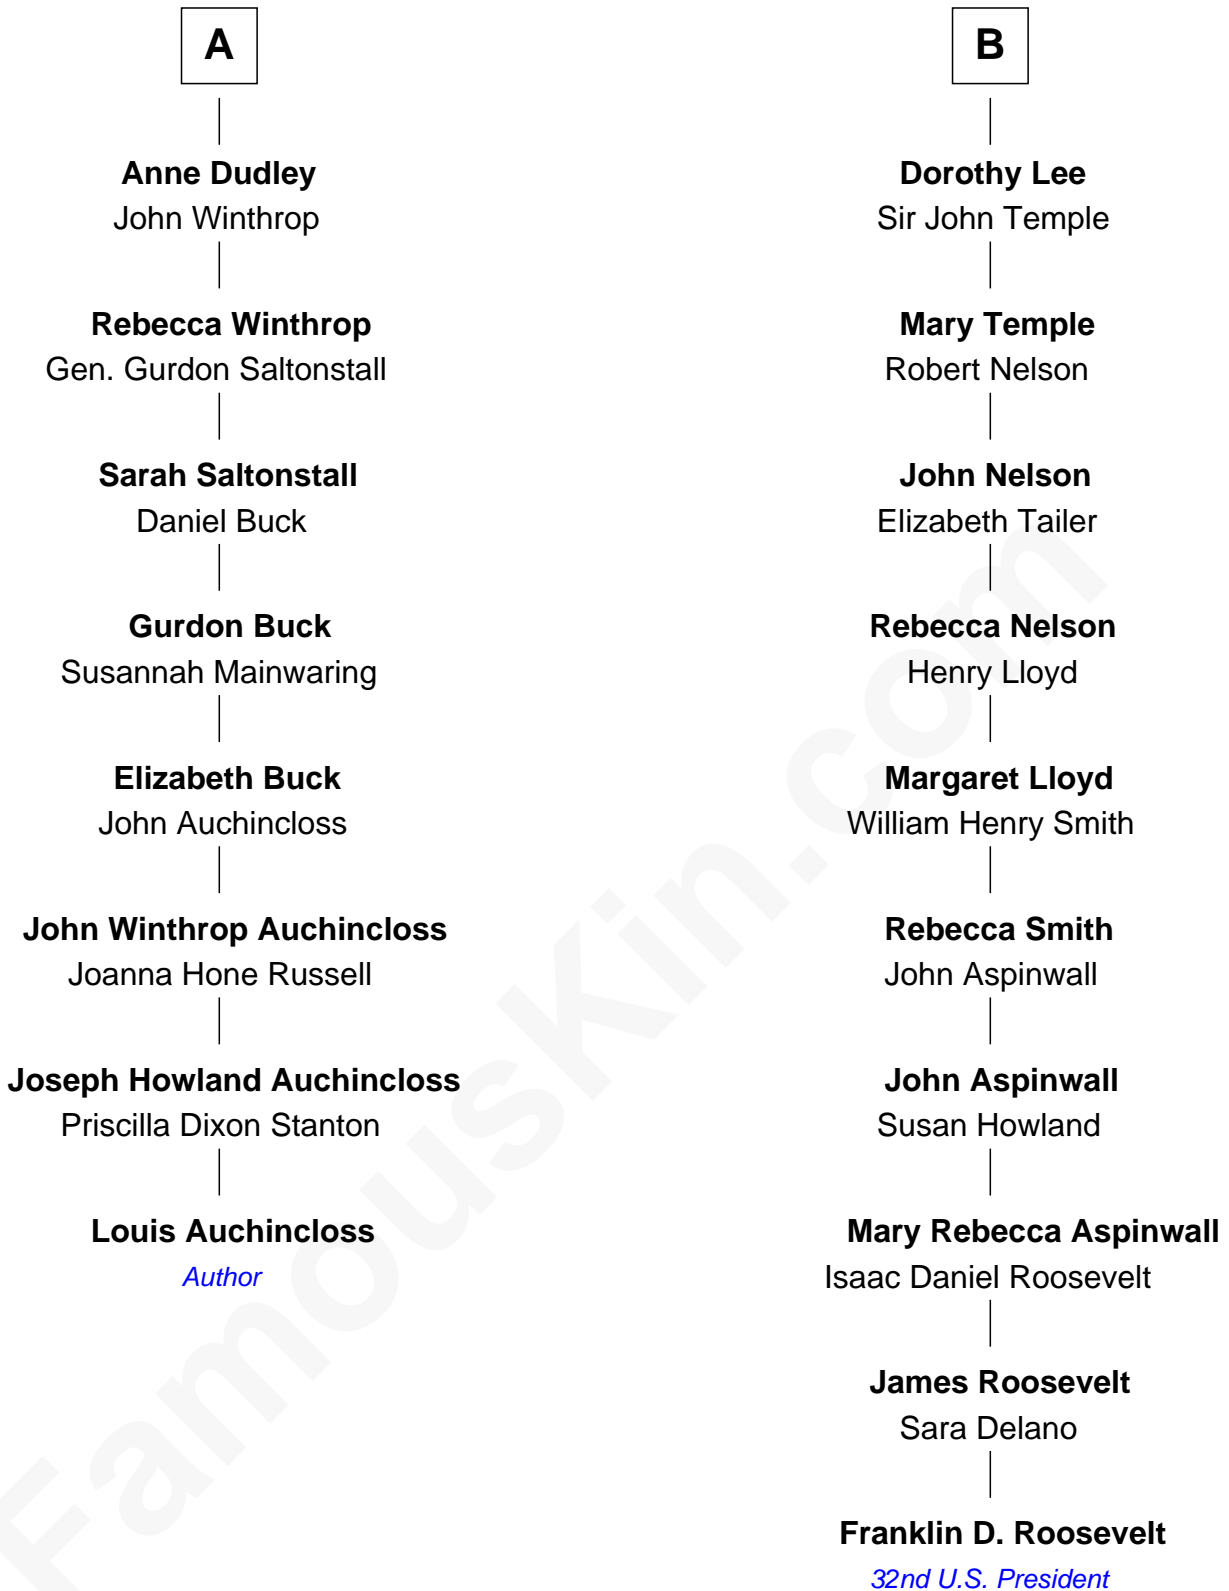 A
Anne Dudley
John Winthrop
Rebecca Winthrop
Gen. Gurdon Saltonstall
Sarah Saltonstall
Daniel Buck
Gurdon Buck
Susannah Mainwaring
Elizabeth Buck
John Auchincloss
John Winthrop Auchincloss
Joanna Hone Russell
Joseph Howland Auchincloss
Priscilla Dixon Stanton
Louis Auchincloss
Author
B
Dorothy Lee
Sir John Temple
Mary Temple
Robert Nelson
John Nelson
Elizabeth Tailer
Rebecca Nelson
Henry Lloyd
Margaret Lloyd
William Henry Smith
Rebecca Smith
John Aspinwall
John Aspinwall
Susan Howland
Mary Rebecca Aspinwall
Isaac Daniel Roosevelt
James Roosevelt
Sara Delano
Franklin D. Roosevelt
32nd U.S. President
FamousKin.com